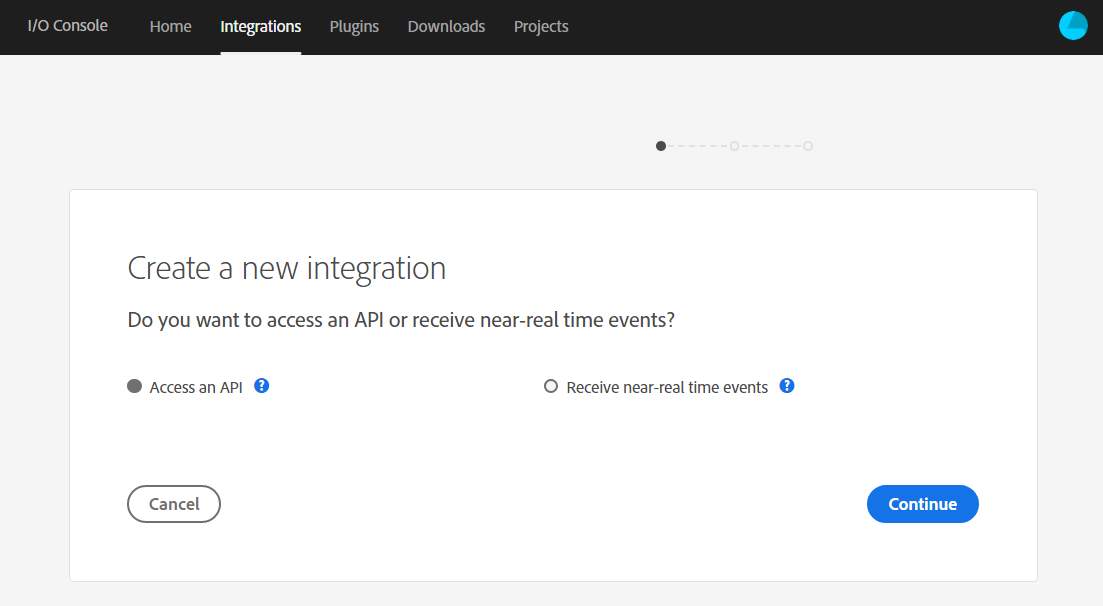 I/O Console Home Integrations Plugins Downloads Projects
Create a new integration
Do you want to access an API or receive near-real time events?
Access an API ? Receive near-real time events ?
Cancel Continue